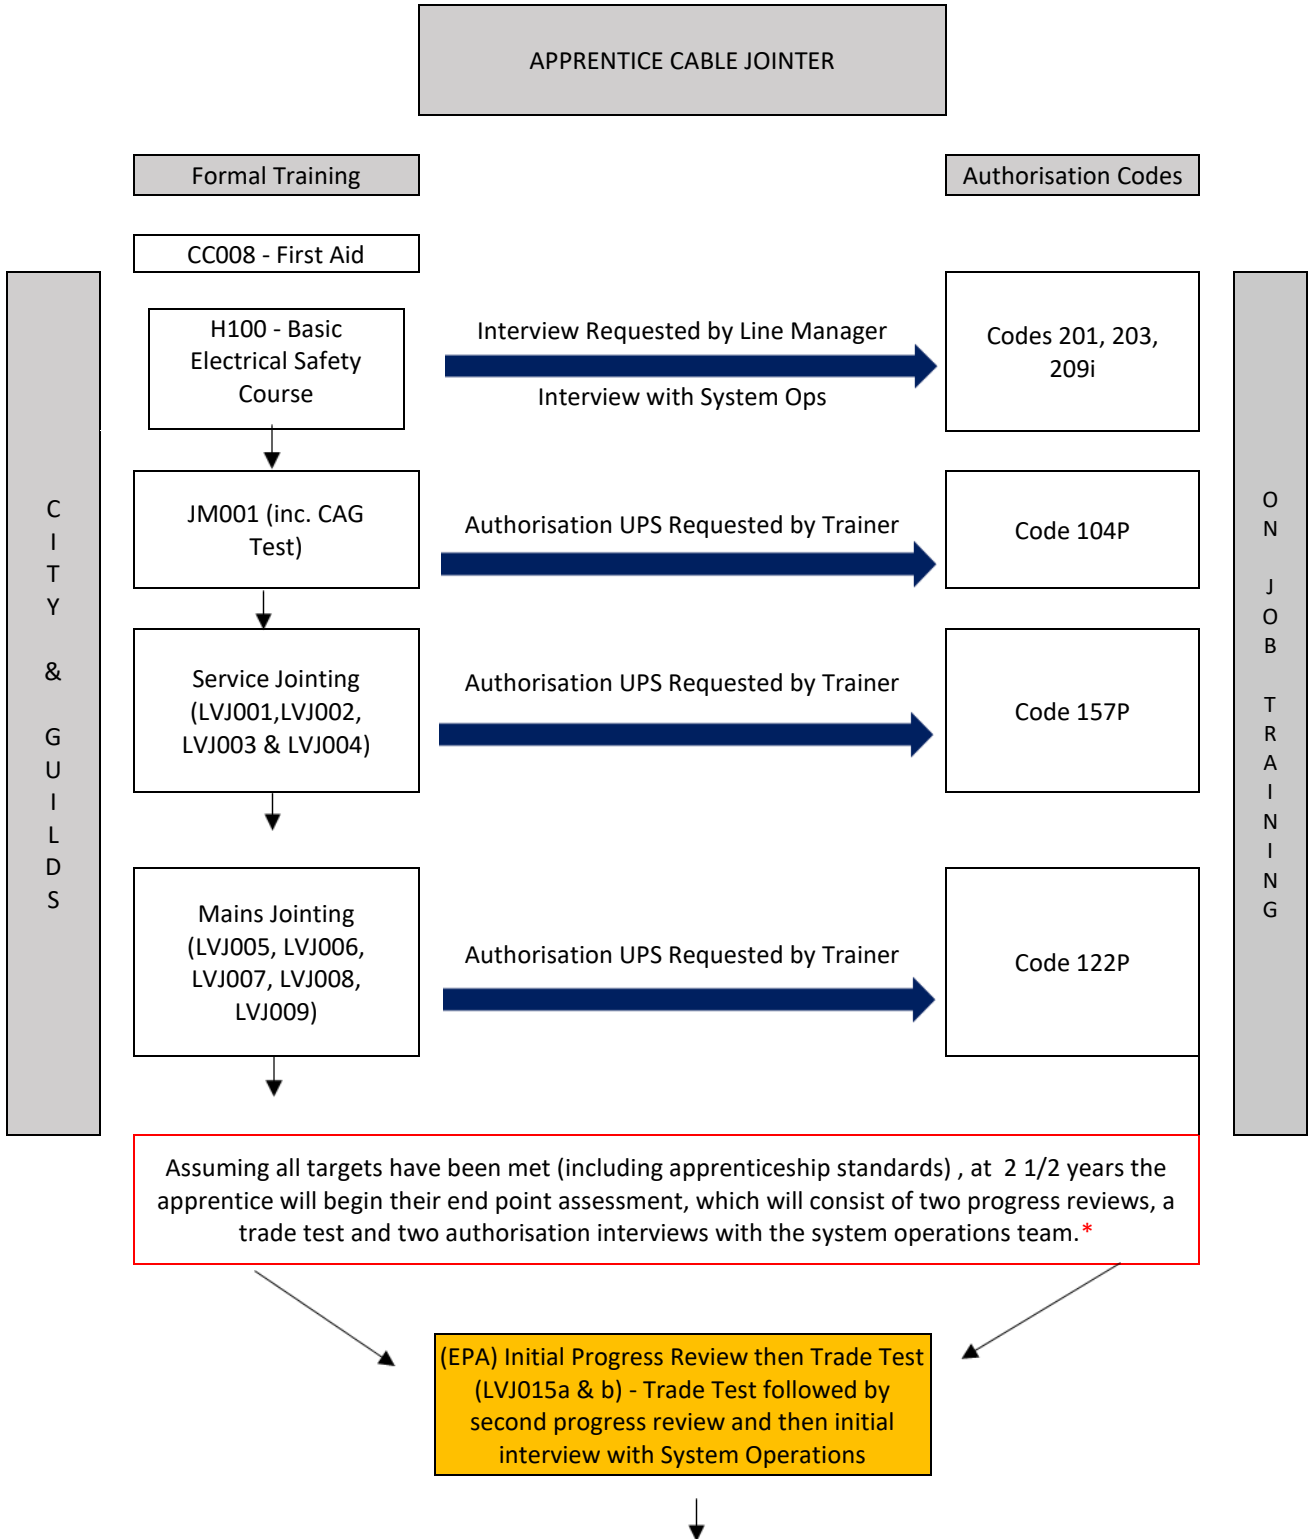 APPRENTICE CABLE JOINTER
Formal Training
Authorisation Codes
CC008 - First Aid
H100 - Basic
Electrical Safety
Course
Interview Requested by Line Manager
Interview with System Ops
Codes 201, 203,
209i
JM001 (inc. CAG
Test)
Authorisation UPS Requested by Trainer
Code 104P
Service Jointing
(LVJ001,LVJ002,
LVJ003 & LVJ004)
Authorisation UPS Requested by Trainer
Code 157P
Mains Jointing
(LVJ005, LVJ006,
LVJ007, LVJ008,
LVJ009)
Authorisation UPS Requested by Trainer
Code 122P
CITY & GUILDS
ON JOB TRAINING
Assuming all targets have been met (including apprenticeship standards) , at 2 1/2 years the
apprentice will begin their end point assessment, which will consist of two progress reviews, a
trade test and two authorisation interviews with the system operations team.*
(EPA) Initial Progress Review then Trade Test
(LVJ015a & b) - Trade Test followed by
second progress review and then initial
interview with System Operations